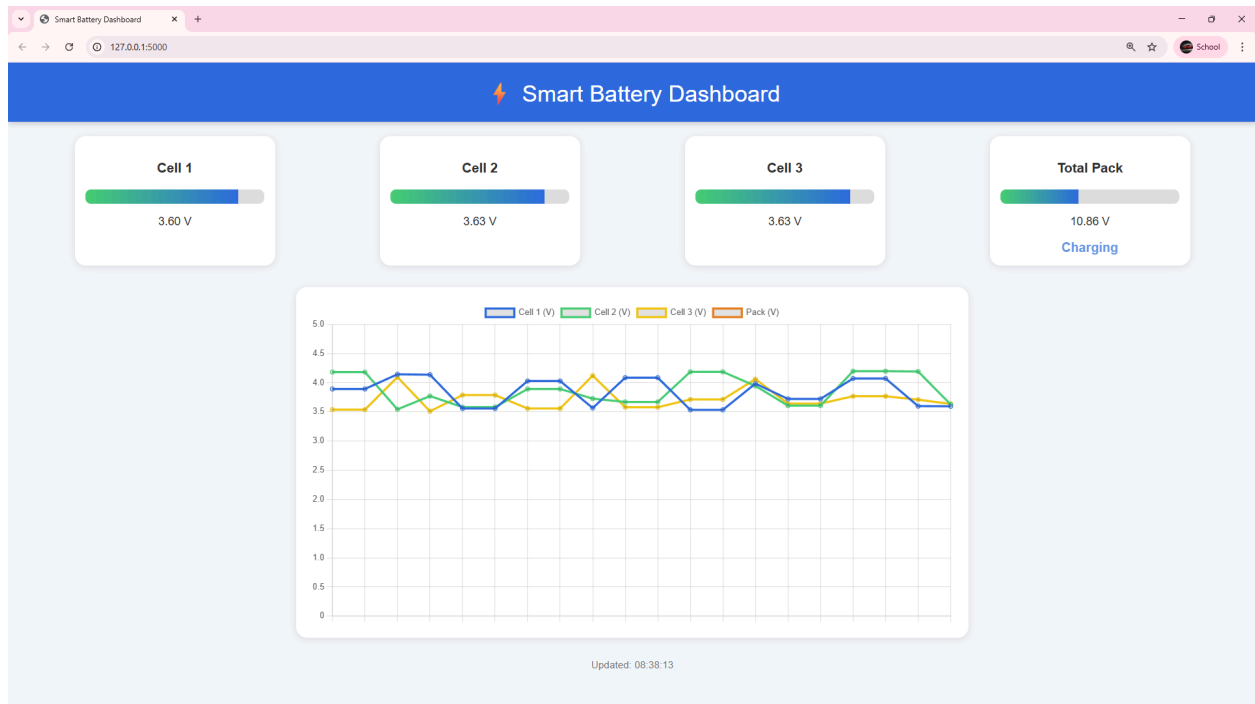 Smart Battery Dashboard
127.0.0.1:5000
School
Smart Battery Dashboard
Cell 1
3.60 V
Cell 2
3.63 V
Cell 3
3.63 V
Total Pack
10.86 V
Charging
Cell 1 (V) Cell 2 (V) Cell 3 (V) Pack (V)
5.0
4.5
4.0
3.5
3.0
2.5
2.0
1.5
1.0
0.5
0
Updated: 08:38:13